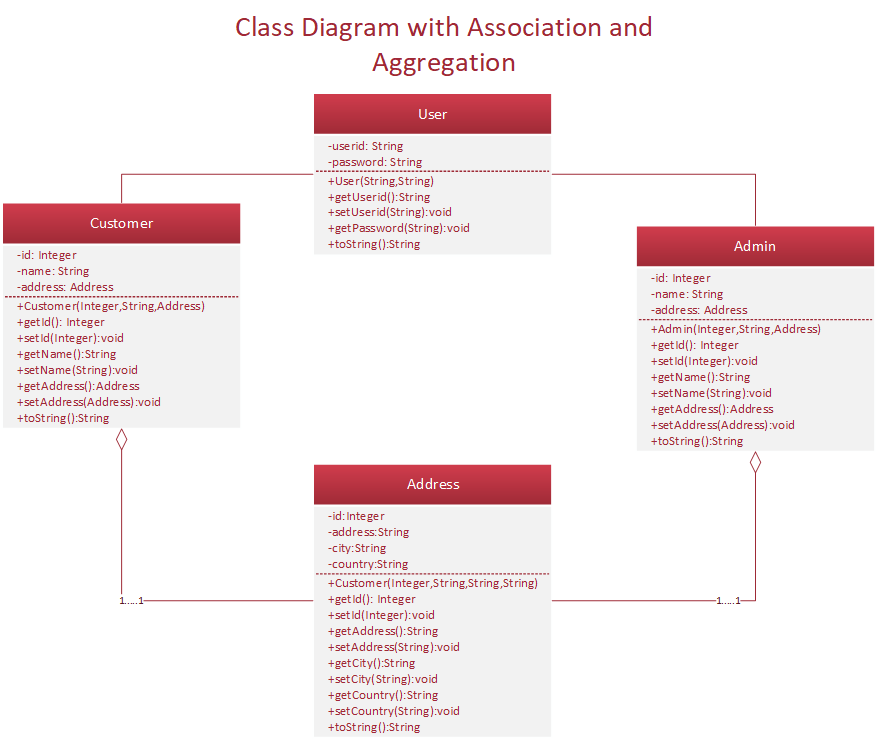 Class Diagram with Association and
Aggregation
User
-userid: String
-password: String
+User(String,String)
+getUserid():String
+setUserid(String):void
+getPassword(String):void
+toString():String
Customer
-id: Integer
-name: String
-address: Address
+Customer(Integer,String,Address)
+getId(): Integer
+setId(Integer):void
+getName():String
+setName(String):void
+getAddress():Address
+setAddress(Address):void
+toString():String
Admin
-id: Integer
-name: String
-address: Address
+Admin(Integer,String,Address)
+getId(): Integer
+setId(Integer):void
+getName():String
+setName(String):void
+getAddress():Address
+setAddress(Address):void
+toString():String
Address
-id:Integer
-address:String
-city:String
-country:String
+Customer(Integer,String,String,String)
+getId(): Integer
+setId(Integer):void
+getAddress():String
+setAddress(String):void
+getCity():String
+setCity(String):void
+getCountry():String
+setCountry(String):void
+toString():String
1.....1
1.....1